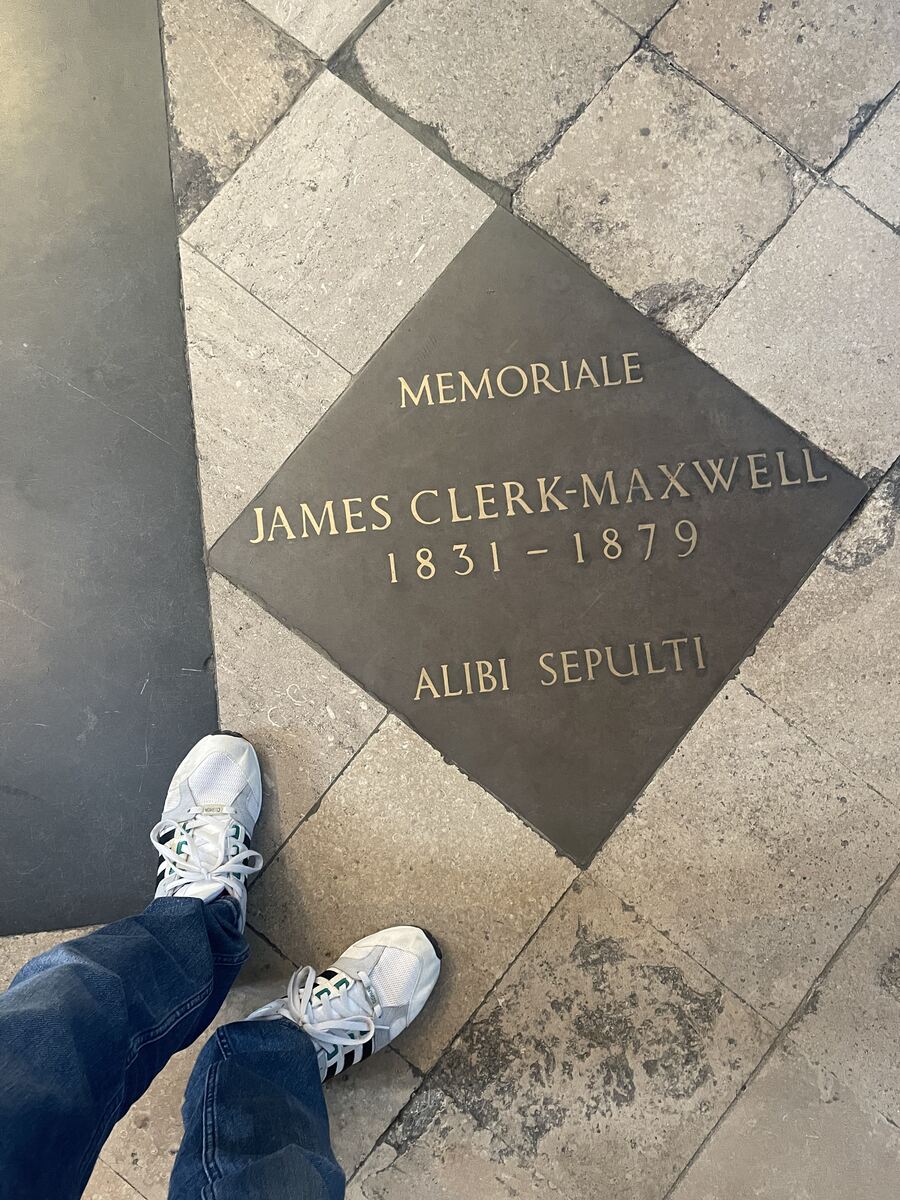 MEMORIALE
JAMES CLERK-MAXWELL
1831 – 1879
ALIBI SEPULTI